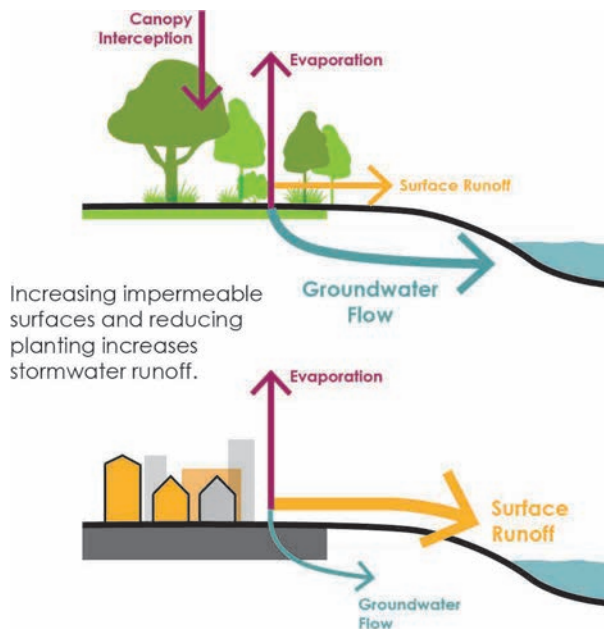 Canopy
Interception
Evaporation
Surface Runoff
Groundwater
Flow
Increasing impermeable
surfaces and reducing
planting increases
stormwater runoff.
Evaporation
Surface
Runoff
Groundwater
Flow